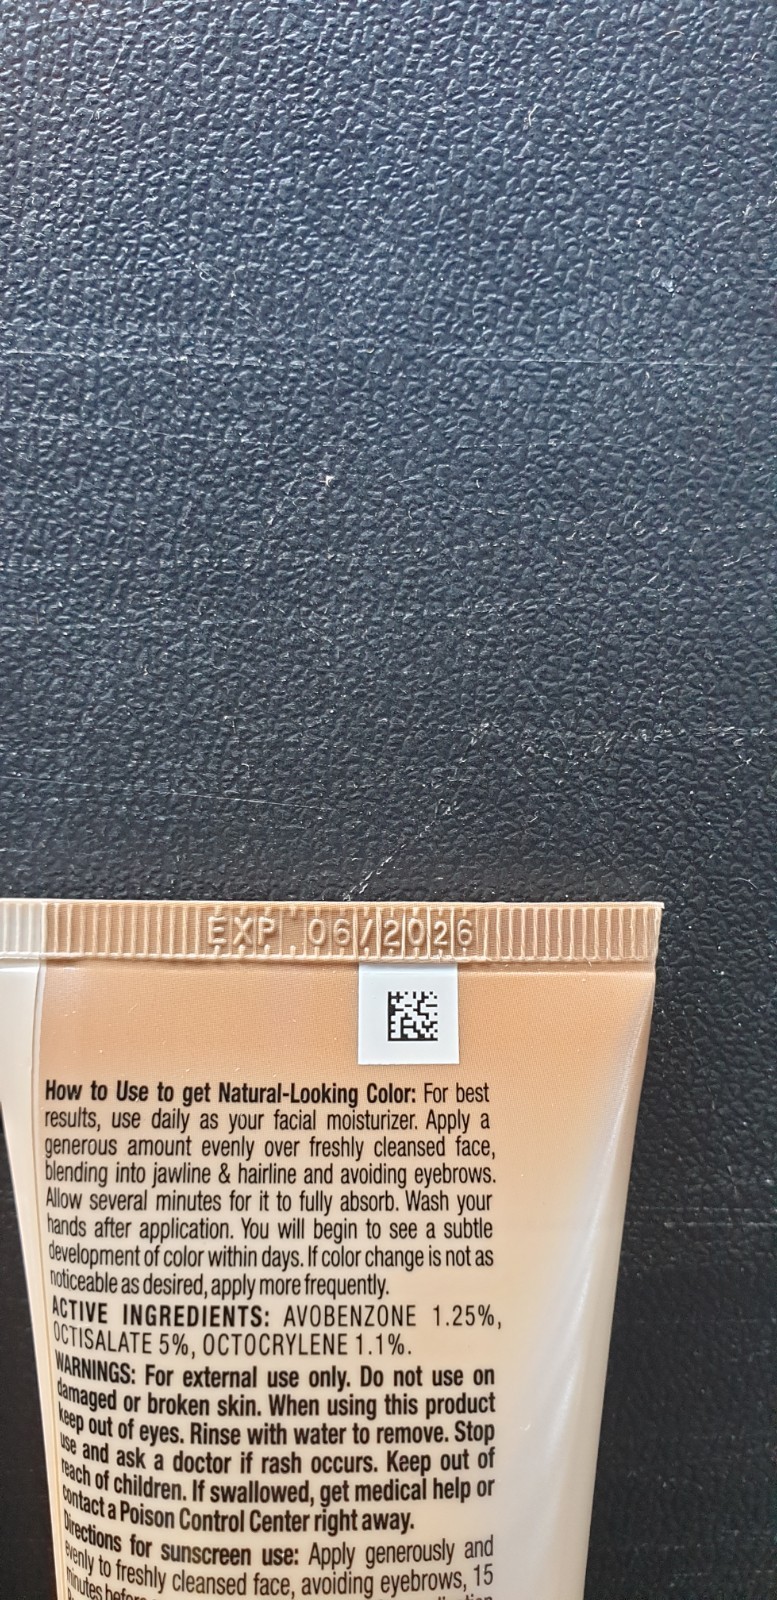 EXP 06/2026
How to Use to get Natural-Looking Color: For best
results, use daily as your facial moisturizer. Apply a
generous amount evenly over freshly cleansed face,
blending into jawline & hairline and avoiding eyebrows.
Allow several minutes for it to fully absorb. Wash your
hands after application. You will begin to see a subtle
development of color within days. If color change is not as
noticeable as desired, apply more frequently.
ACTIVE INGREDIENTS: AVOBENZONE 1.25%,
OCTISALATE 5%, OCTOCRYLENE 1.1%.
WARNINGS: For external use only. Do not use on
damaged or broken skin. When using this product
keep out of eyes. Rinse with water to remove. Stop
use and ask a doctor if rash occurs. Keep out of
reach of children. If swallowed, get medical help or
contact a Poison Control Center right away.
Directions for sunscreen use: Apply generously and
evenly to freshly cleansed face, avoiding eyebrows, 15
minutes before